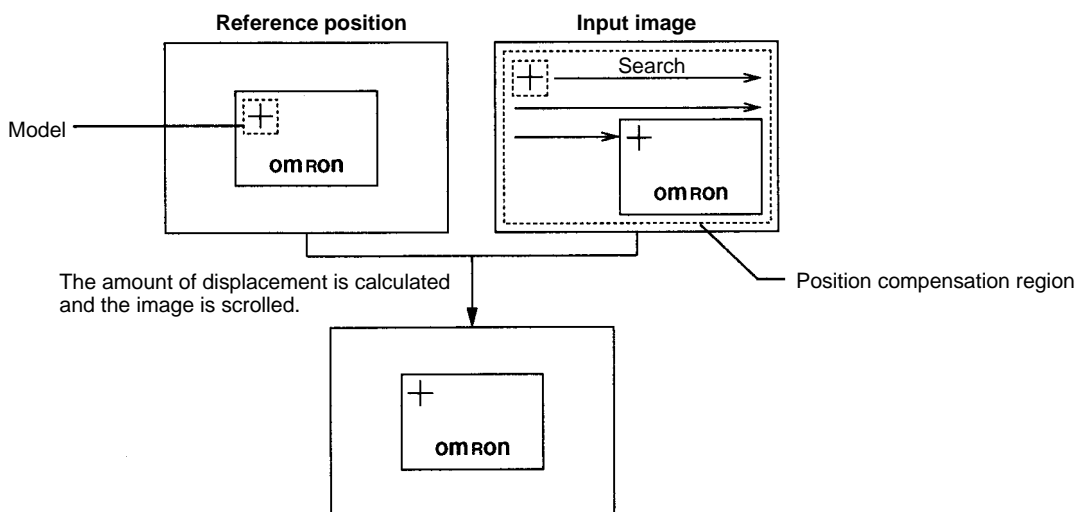 Reference position
Input image
Search
Model
omRon
omRon
The amount of displacement is calculated
and the image is scrolled.
Position compensation region
omRon